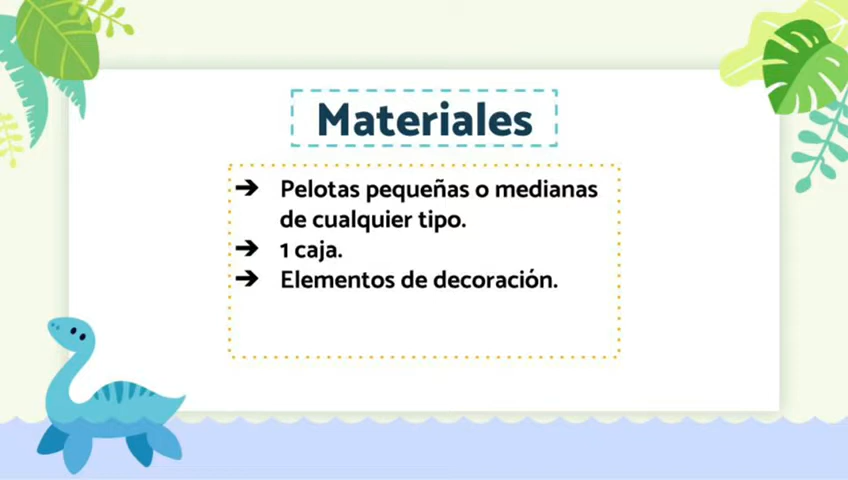 Materiales
➔ Pelotas pequeñas o medianas
de cualquier tipo.
➔ 1 caja.
➔ Elementos de decoración.